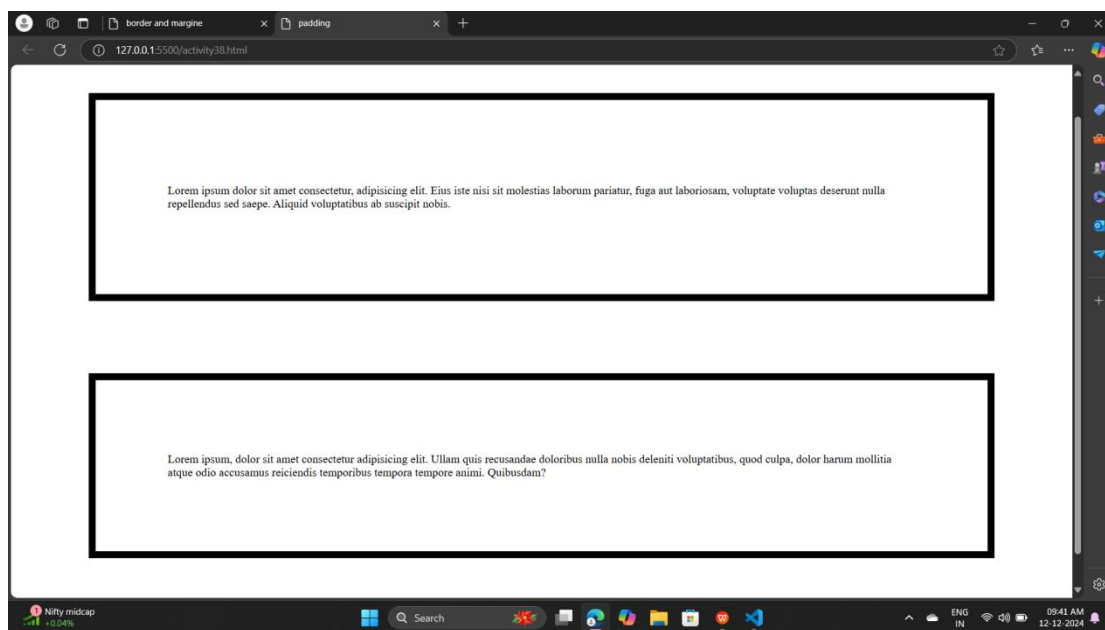 border and margine
padding
127.0.0.1:5500/activity38.html
Lorem ipsum dolor sit amet consectetur, adipisicing elit. Eius iste nisi sit molestias laborum pariatur, fuga aut laboriosam, voluptate voluptas deserunt nulla
repellendus sed saepe. Aliquid voluptatibus ab suscipit nobis.
Lorem ipsum, dolor sit amet consectetur adipisicing elit. Ullam quis recusandae doloribus nulla nobis deleniti voluptatibus, quod culpa, dolor harum mollitia
atque odio accusamus reiciendis temporibus tempora tempore animi. Quibusdam?
1
Nifty midcap
+0.04%
Search
ENG
IN
09:41 AM
12-12-2024